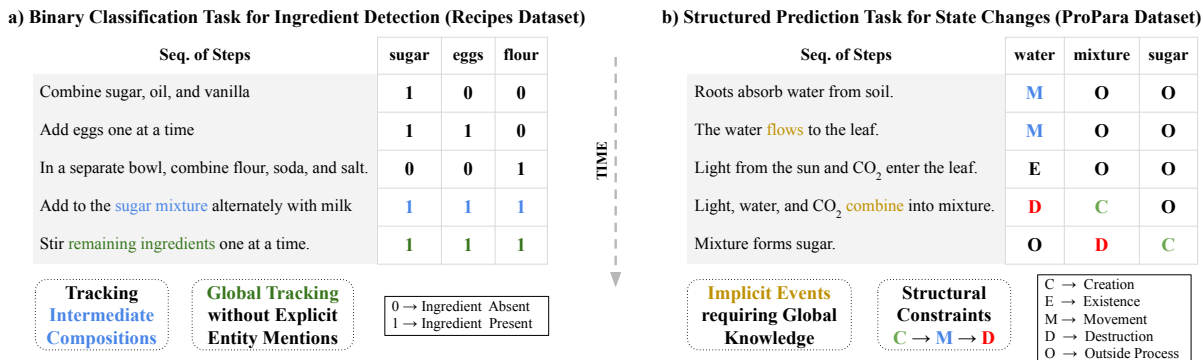 a) Binary Classification Task for Ingredient Detection (Recipes Dataset)
Seq. of Steps sugar eggs flour
Combine sugar, oil, and vanilla 1 0 0
Add eggs one at a time 1 1 0
In a separate bowl, combine flour, soda, and salt. 0 0 1
Add to the sugar mixture alternately with milk 1 1 1
Stir remaining ingredients one at a time. 1 1 1
Tracking
Intermediate
Compositions
Global Tracking
without Explicit
Entity Mentions
0 → Ingredient Absent
1 → Ingredient Present
TIME
b) Structured Prediction Task for State Changes (ProPara Dataset)
Seq. of Steps water mixture sugar
Roots absorb water from soil. M O O
The water flows to the leaf. M O O
Light from the sun and CO₂ enter the leaf. E O O
Light, water, and CO₂ combine into mixture. D C O
Mixture forms sugar. O D C
Implicit Events
requiring Global
Knowledge
Structural
Constraints
C → M → D
C → Creation
E → Existence
M → Movement
D → Destruction
O → Outside Process